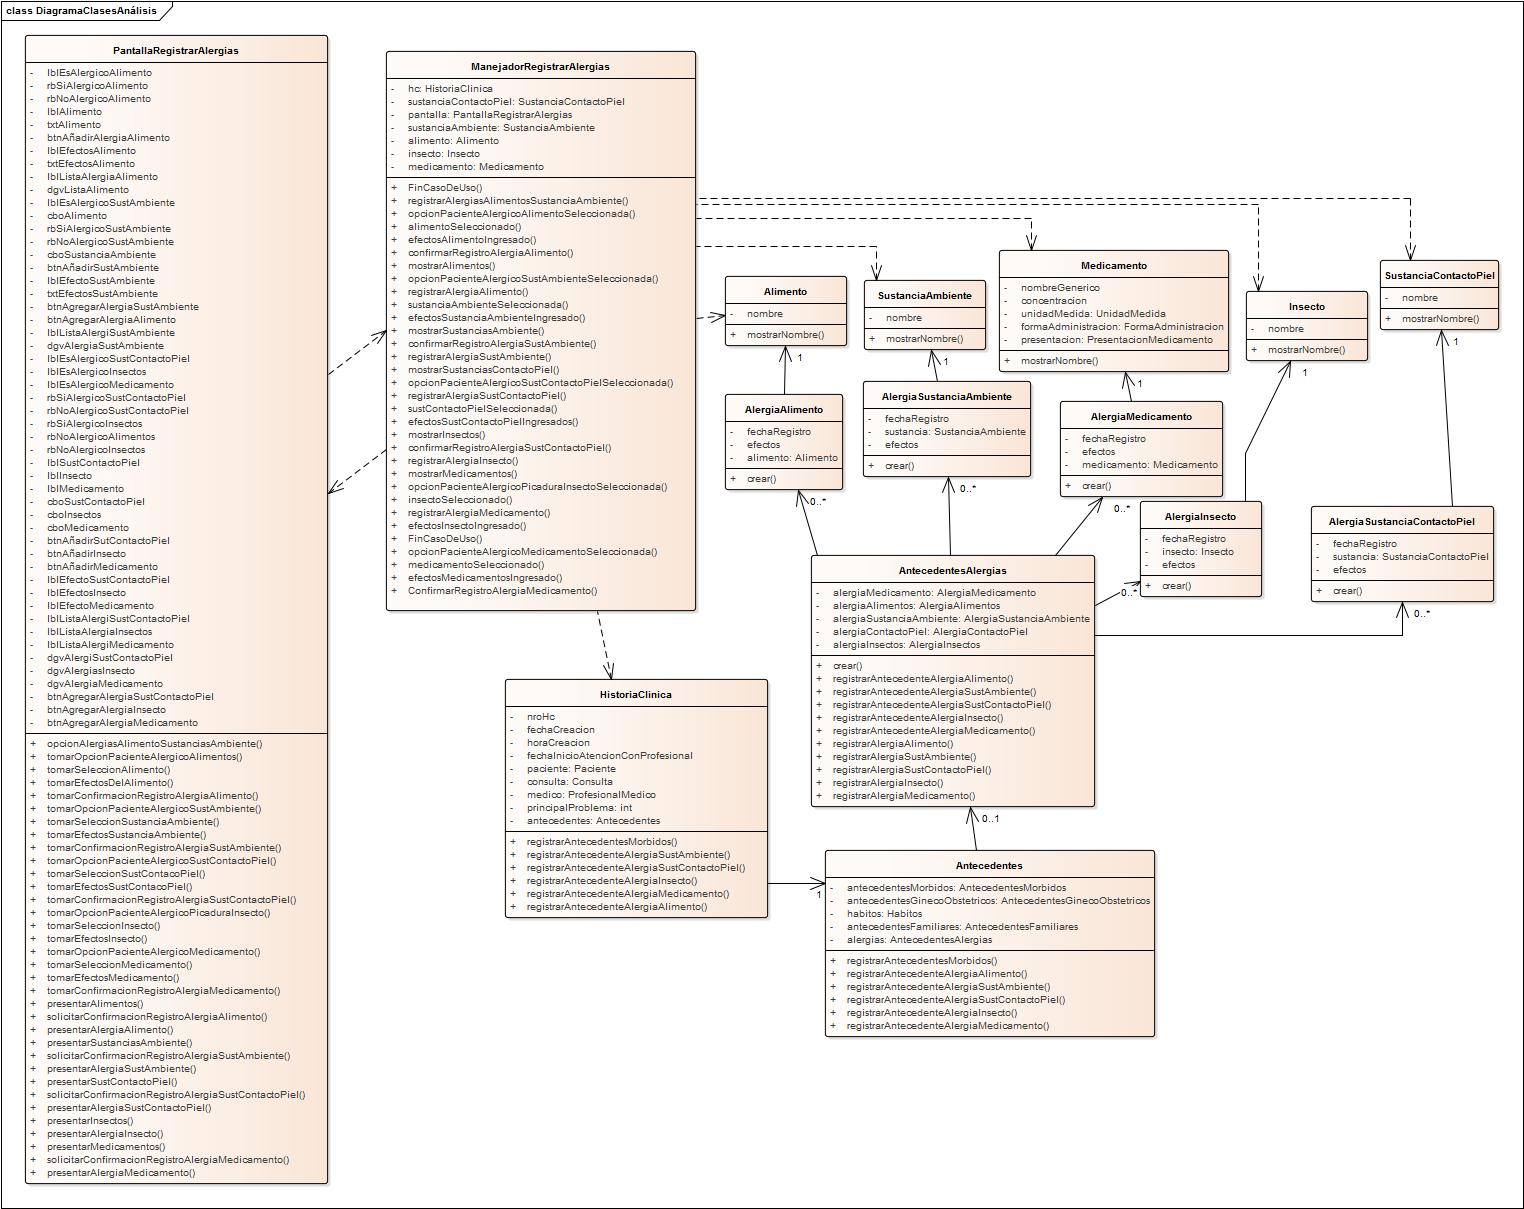 class DiagramaClasesAnálisis
PantallaRegistrarAlergias
- lblEsAlergicoAlimento
- rbSiAlergicoAlimento
- rbNoAlergicoAlimento
- lblAlimento
- txtAlimento
- btnAñadirAlergiaAlimento
- lblEfectosAlimento
- txtEfectosAlimento
- lblListaAlergiaAlimento
- dgvListaAlimento
- lblEsAlergicoSustAmbiente
- cboAlimento
- rbSiAlergicoSustAmbiente
- rbNoAlergicoSustAmbiente
- cboSustanciaAmbiente
- btnAñadirSustAmbiente
- lblEfectoSustAmbiente
- txtEfectosSustAmbiente
- btnAgregarAlergiaSustAmbiente
- btnAgregarAlergiaAlimento
- lblListaAlergiSustAmbiente
- dgvAlergiaSustAmbiente
- lblEsAlergicoSustContactoPiel
- lblEsAlergicoInsectos
- lblEsAlergicoMedicamento
- rbSiAlergicoSustContactoPiel
- rbNoAlergicoSustContactoPiel
- rbSiAlergicoInsectos
- rbNoAlergicoAlimentos
- rbNoAlergicoInsectos
- lblSustContactoPiel
- lblInsecto
- lblMedicamento
- cboSustContactoPiel
- cboInsectos
- cboMedicamento
- btnAñadirSutContactoPiel
- btnAñadirInsecto
- btnAñadirMedicamento
- lblEfectoSustContactoPiel
- lblEfectosInsecto
- lblEfectoMedicamento
- lblListaAlergiSustContactoPiel
- lblListaAlergiaInsectos
- lblListaAlergiMedicamento
- dgvAlergiSustContactoPiel
- dgvAlergiasInsecto
- dgvAlergiaMedicamento
- btnAgregarAlergiaSustContactoPiel
- btnAgregarAlergiaInsecto
- btnAgregarAlergiaMedicamento
+ opcionAlergiasAlimentoSustanciasAmbiente()
+ tomarOpcionPacienteAlergicoAlimentos()
+ tomarSeleccionAlimento()
+ tomarEfectosDelAlimento()
+ tomarConfirmacionRegistroAlergiaAlimento()
+ tomarOpcionPacienteAlergicoSustAmbiente()
+ tomarSeleccionSustanciaAmbiente()
+ tomarEfectosSustanciaAmbiente()
+ tomarConfirmacionRegistroAlergiaSustAmbiente()
+ tomarOpcionPacienteAlergicoSustContactoPiel()
+ tomarSeleccionSustContacoPiel()
+ tomarEfectosSustContacoPiel()
+ tomarConfirmacionRegistroAlergiaSustContactoPiel()
+ tomarOpcionPacienteAlergicoPicaduraInsecto()
+ tomarSeleccionInsecto()
+ tomarEfectosInsecto()
+ tomarOpcionPacienteAlergicoMedicamento()
+ tomarSeleccionMedicamento()
+ tomarEfectosMedicamento()
+ tomarConfirmacionRegistroAlergiaMedicamento()
+ presentarAlimentos()
+ solicitarConfirmacionRegistroAlergiaAlimento()
+ presentarAlergiaAlimento()
+ presentarSustanciasAmbiente()
+ solicitarConfirmacionRegistroAlergiaSustAmbiente()
+ presentarAlergiaSustAmbiente()
+ presentarSustContactoPiel()
+ solicitarConfirmacionRegistroAlergiaSustContactoPiel()
+ presentarAlergiaSustContactoPiel()
+ presentarInsectos()
+ presentarAlergiaInsecto()
+ presentarMedicamentos()
+ solicitarConfirmacionRegistroAlergiaMedicamento()
+ presentarAlergiaMedicamento()
ManejadorRegistrarAlergias
- hc: HistoriaClinica
- sustanciaContactoPiel: SustanciaContactoPiel
- pantalla: PantallaRegistrarAlergias
- sustanciaAmbiente: SustanciaAmbiente
- alimento: Alimento
- insecto: Insecto
- medicamento: Medicamento
+ FinCasoDeUso()
+ registrarAlergiasAlimentosSustanciaAmbiente()
+ opcionPacienteAlergicoAlimentoSeleccionada()
+ alimentoSeleccionado()
+ efectosAlimentoIngresado()
+ confirmarRegistroAlergiaAlimento()
+ mostrarAlimentos()
+ opcionPacienteAlergicoSustAmbienteSeleccionada()
+ registrarAlergiaAlimento()
+ sustanciaAmbienteSeleccionada()
+ efectosSustanciaAmbienteIngresado()
+ mostrarSustanciasAmbiente()
+ confirmarRegistroAlergiaSustAmbiente()
+ registrarAlergiaSustAmbiente()
+ mostrarSustanciasContactoPiel()
+ opcionPacienteAlergicoSustContactoPielSeleccionada()
+ registrarAlergiaSustContactoPiel()
+ sustContactoPielSeleccionada()
+ efectosSustContactoPielIngresados()
+ mostrarInsectos()
+ confirmarRegistroAlergiaSustContactoPiel()
+ registrarAlergiaInsecto()
+ mostrarMedicamentos()
+ opcionPacienteAlergicoPicaduraInsectoSeleccionada()
+ insectoSeleccionado()
+ registrarAlergiaMedicamento()
+ efectosInsectoIngresado()
+ FinCasoDeUso()
+ opcionPacienteAlergicoMedicamentoSeleccionada()
+ medicamentoSeleccionado()
+ efectosMedicamentosIngresado()
+ ConfirmarRegistroAlergiaMedicamento()
Alimento
- nombre
+ mostrarNombre()
1
SustanciaAmbiente
- nombre
+ mostrarNombre()
1
Medicamento
- nombreGenerico
- concentracion
- unidadMedida: UnidadMedida
- formaAdministracion: FormaAdministracion
- presentacion: PresentacionMedicamento
+ mostrarNombre()
1
Insecto
- nombre
+ mostrarNombre()
1
SustanciaContactoPiel
- nombre
+ mostrarNombre()
1
AlergiaAlimento
- fechaRegistro
- efectos
- alimento: Alimento
+ crear()
0..*
AlergiaSustanciaAmbiente
- fechaRegistro
- sustancia: SustanciaAmbiente
- efectos
+ crear()
0..*
AlergiaMedicamento
- fechaRegistro
- efectos
- medicamento: Medicamento
+ crear()
0..*
AlergiaInsecto
- fechaRegistro
- insecto: Insecto
- efectos
+ crear()
0..*
AlergiaSustanciaContactoPiel
- fechaRegistro
- sustancia: SustanciaContactoPiel
- efectos
+ crear()
0..*
AntecedentesAlergias
- alergiaMedicamento: AlergiaMedicamento
- alergiaAlimentos: AlergiaAlimentos
- alergiaSustanciaAmbiente: AlergiaSustanciaAmbiente
- alergiaContactoPiel: AlergiaContactoPiel
- alergiaInsectos: AlergiaInsectos
+ crear()
+ registrarAntecedenteAlergiaAlimento()
+ registrarAntecedenteAlergiaSustAmbiente()
+ registrarAntecedenteAlergiaSustContactoPiel()
+ registrarAntecedenteAlergiaInsecto()
+ registrarAntecedenteAlergiaMedicamento()
+ registrarAlergiaAlimento()
+ registrarAlergiaSustAmbiente()
+ registrarAlergiaSustContactoPiel()
+ registrarAlergiaInsecto()
+ registrarAlergiaMedicamento()
0..1
HistoriaClinica
- nroHc
- fechaCreacion
- horaCreacion
- fechaInicioAtencionConProfesional
- paciente: Paciente
- consulta: Consulta
- medico: ProfesionalMedico
- principalProblema: int
- antecedentes: Antecedentes
+ registrarAntecedentesMorbidos()
+ registrarAntecedenteAlergiaSustAmbiente()
+ registrarAntecedenteAlergiaSustContactoPiel()
+ registrarAntecedenteAlergiaInsecto()
+ registrarAntecedenteAlergiaMedicamento()
+ registrarAntecedenteAlergiaAlimento()
1
Antecedentes
- antecedentesMorbidos: AntecedentesMorbidos
- antecedentesGinecoObstetricos: AntecedentesGinecoObstetricos
- habitos: Habitos
- antecedentesFamiliares: AntecedentesFamiliares
- alergias: AntecedentesAlergias
+ registrarAntecedentesMorbidos()
+ registrarAntecedenteAlergiaAlimento()
+ registrarAntecedenteAlergiaSustAmbiente()
+ registrarAntecedenteAlergiaSustContactoPiel()
+ registrarAntecedenteAlergiaInsecto()
+ registrarAntecedenteAlergiaMedicamento()